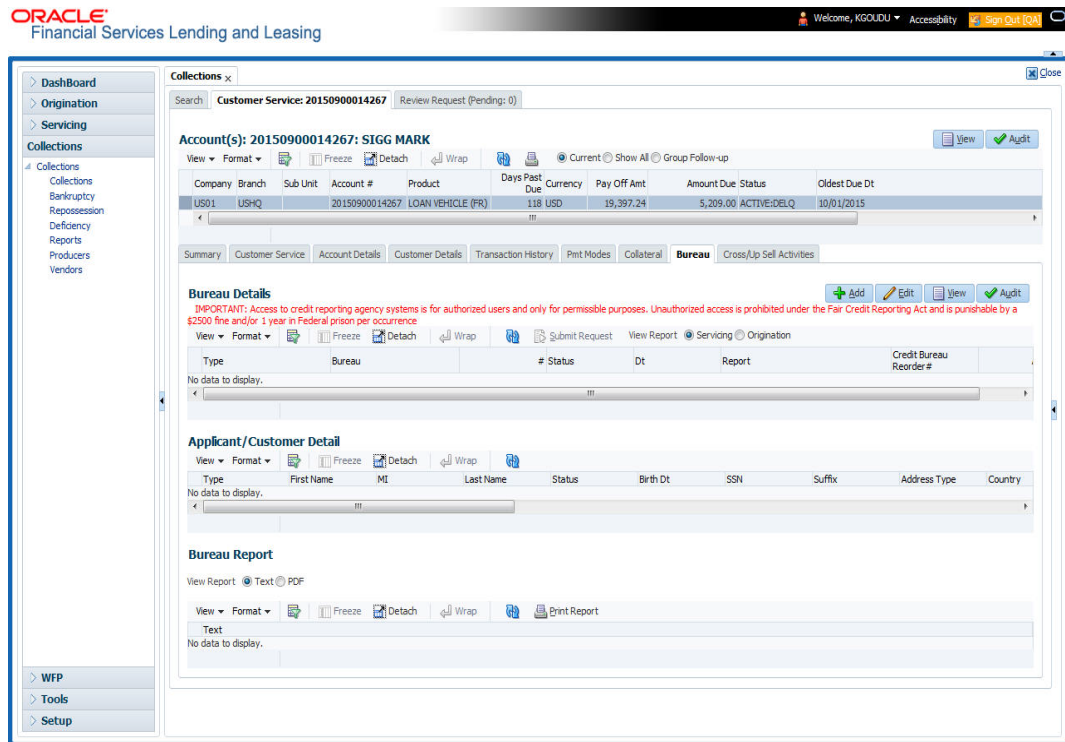 ORACLE'
Financial Services Lending and Leasing
Welcome, KGOUDU Accessibility Sign Out [QA]
Close
DashBoard
Origination
Servicing
Collections
Collections
Collections
Bankruptcy
Repossession
Deficiency
Reports
Producers
Vendors
WFP
Tools
Setup
Collections x
Search Customer Service: 20150900014267 Review Request (Pending: 0)
Account(s): 20150900014267: SIGG MARK View Audit
View Format Freeze Detach Wrap Current Show All Group Follow-up
Company Branch Sub Unit Account # Product Days Past Due Currency Pay Off Amt Amount Due Status Oldest Due Dt
US01 USHQ 20150900014267 LOAN VEHICLE (FR) 118 USD 19,397.24 5,209.00 ACTIVE:DELQ 10/01/2015
Summary Customer Service Account Details Customer Details Transaction History Pmt Modes Collateral Bureau Cross/Up Sell Activities
Bureau Details Add Edit View Audit
IMPORTANT: Access to credit reporting agency systems is for authorized users and only for permissible purposes. Unauthorized access is prohibited under the Fair Credit Reporting Act and is punishable by a
$2500 fine and/or 1 year in Federal prison per occurrence
View Format Freeze Detach Wrap Submit Request View Report Servicing Origination
Type Bureau # Status Dt Report Credit Bureau Reorder #
No data to display.
Applicant/Customer Detail
View Format Freeze Detach Wrap
Type First Name MI Last Name Status Birth Dt SSN Suffix Address Type Country
No data to display.
Bureau Report
View Report Text PDF
View Format Freeze Detach Wrap Print Report
Text
No data to display.